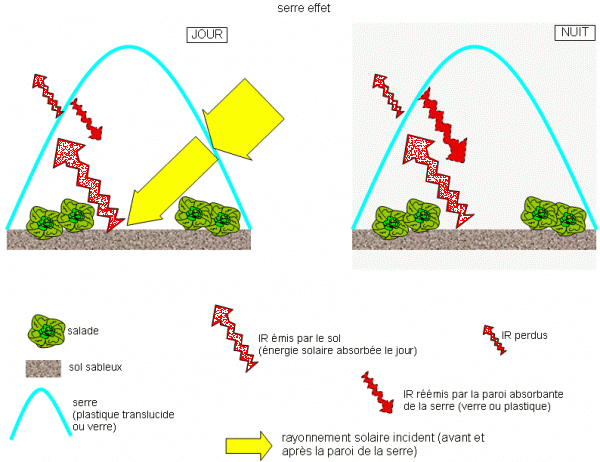 serre effet
JOUR
NUIT
salade
sol sableux
serre
(plastique translucide
ou verre)
IR émis par le sol
(énergie solaire absorbée le jour)
IR perdus
IR réémis par la paroi absorbante
de la serre (verre ou plastique)
rayonnement solaire incident (avant et
après la paroi de la serre)